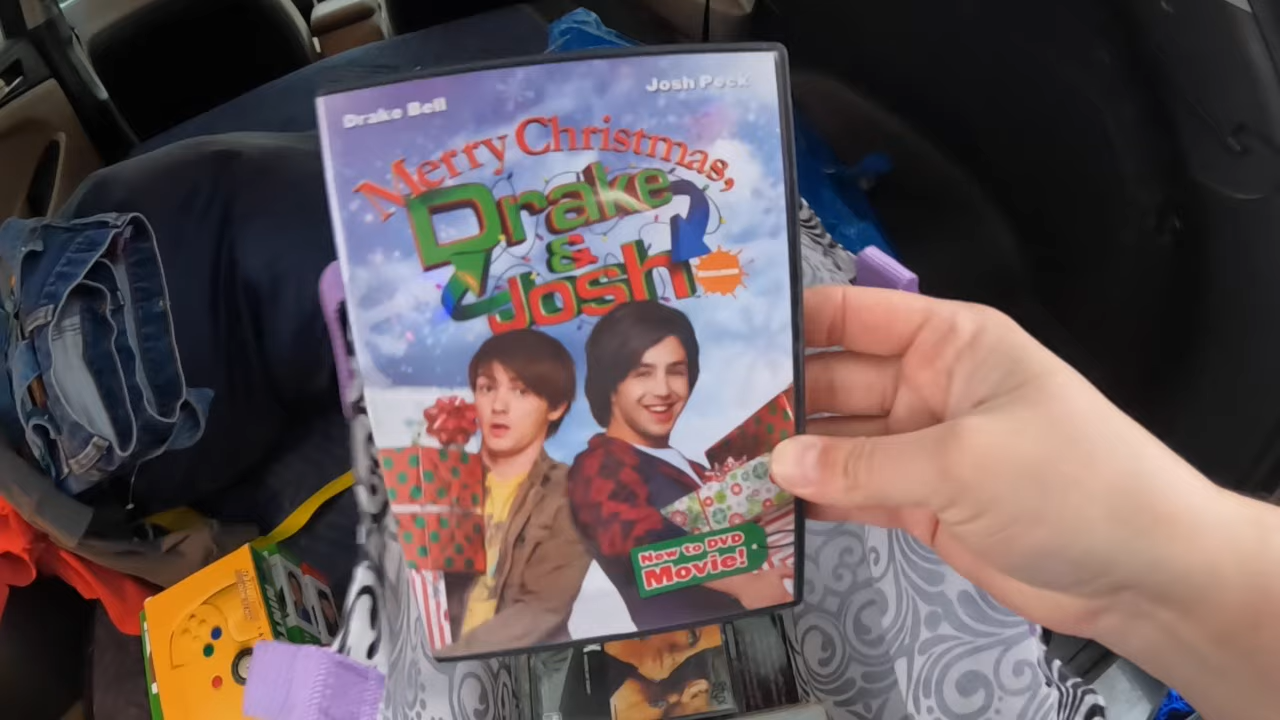 Drake Bell
Josh Peck
Merry Christmas,
Drake
&
Josh
New to DVD
Movie!